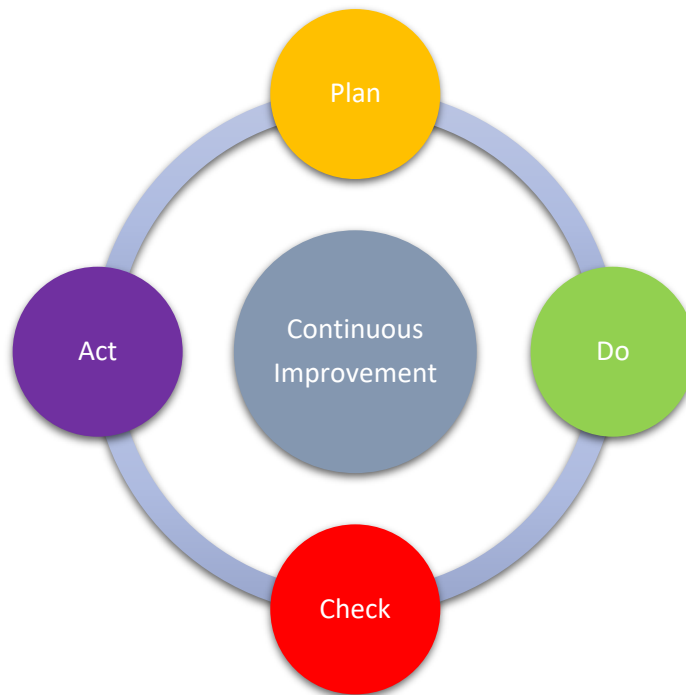 Plan
Act
Continuous
Improvement
Do
Check